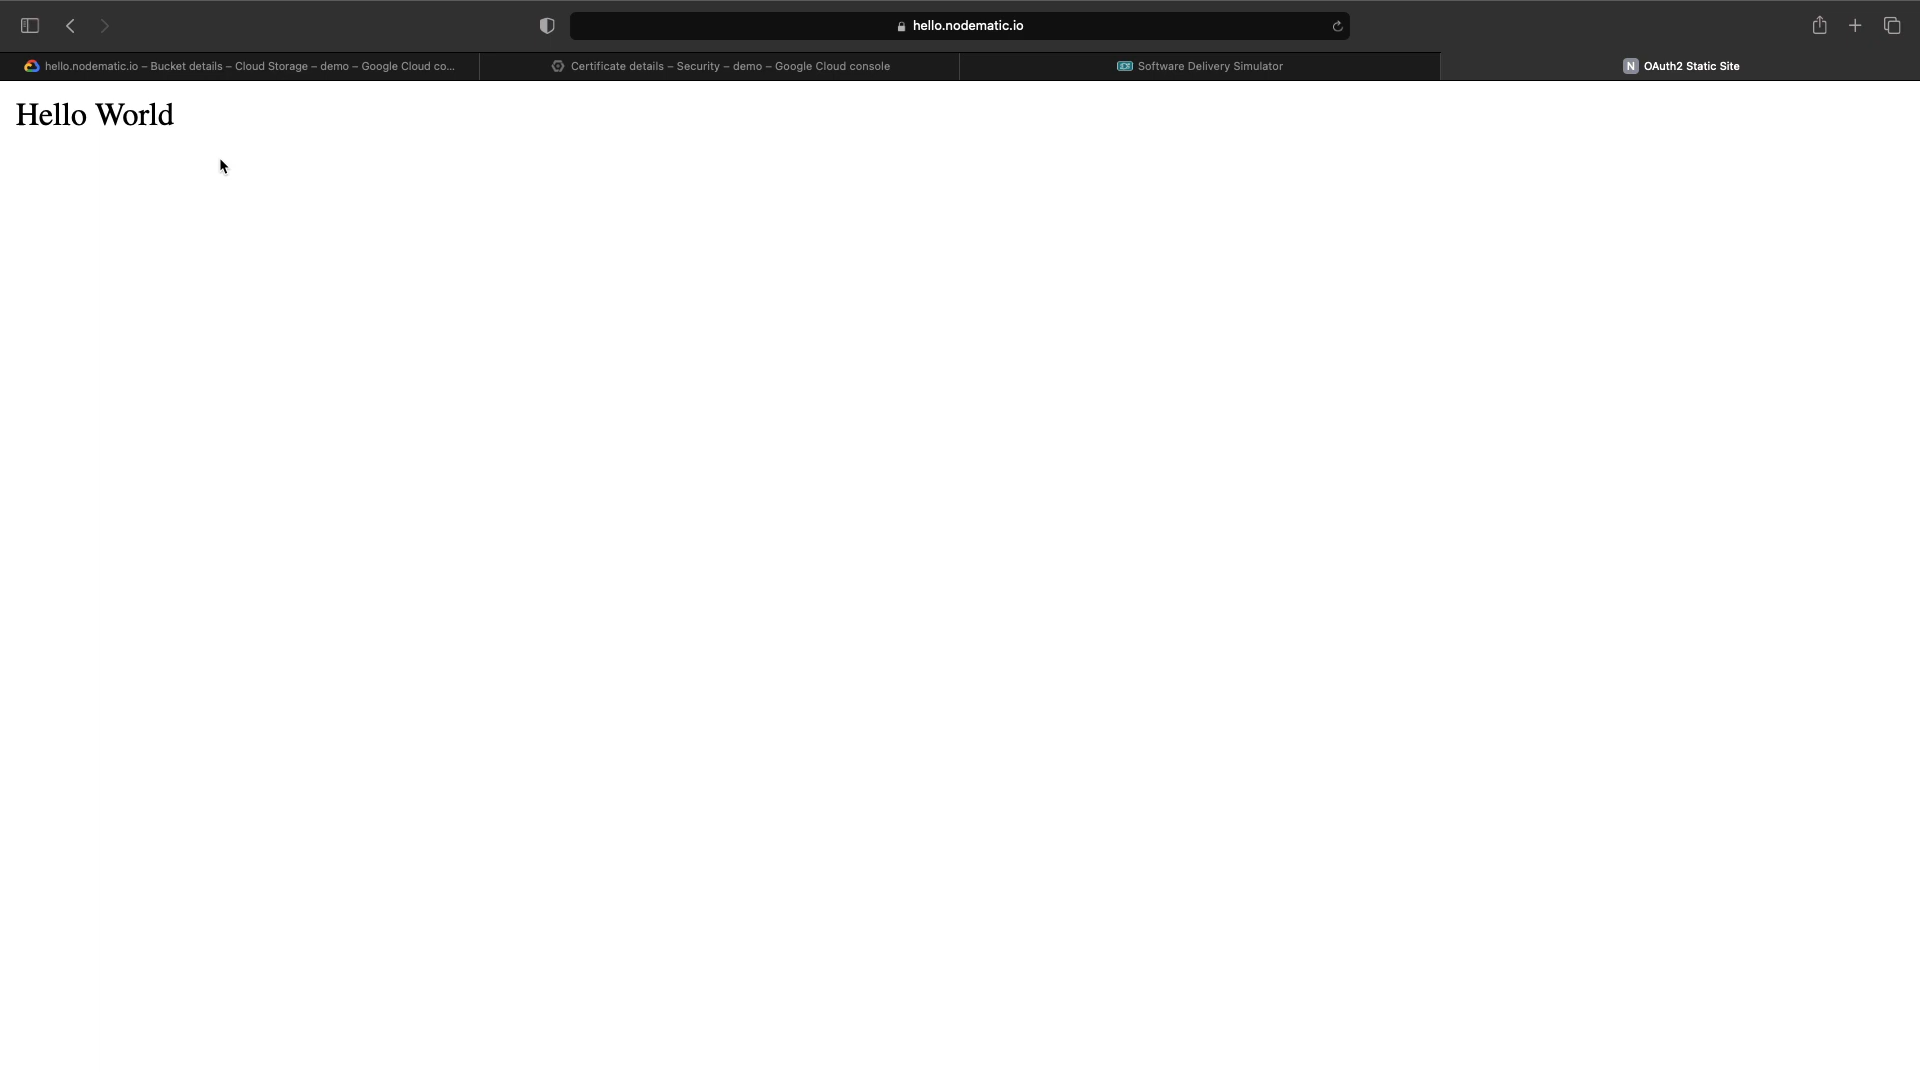 hello.nodematic.io
hello.nodematic.io – Bucket details – Cloud Storage – demo – Google Cloud co...
Certificate details – Security – demo – Google Cloud console
Software Delivery Simulator
N OAuth2 Static Site
Hello World